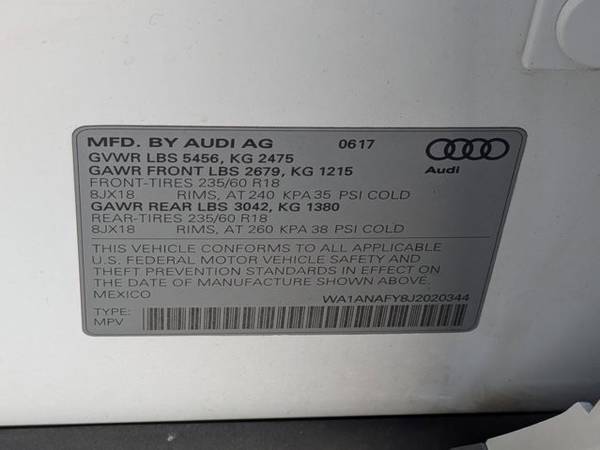 MFD. BY AUDI AG 0617
GVWR LBS 5456, KG 2475
GAWR FRONT LBS 2679, KG 1215
FRONT-TIRES 235/60 R18
8JX18 RIMS, AT 240 KPA 35 PSI COLD
GAWR REAR LBS 3042, KG 1380
REAR-TIRES 235/60 R18
8JX18 RIMS, AT 260 KPA 38 PSI COLD
Audi
THIS VEHICLE CONFORMS TO ALL APPLICABLE
U.S. FEDERAL MOTOR VEHICLE SAFETY AND
THEFT PREVENTION STANDARDS IN EFFECT ON
THE DATE OF MANUFACTURE SHOWN ABOVE.
MEXICO WA1ANAFY8J2020344
TYPE:
MPV